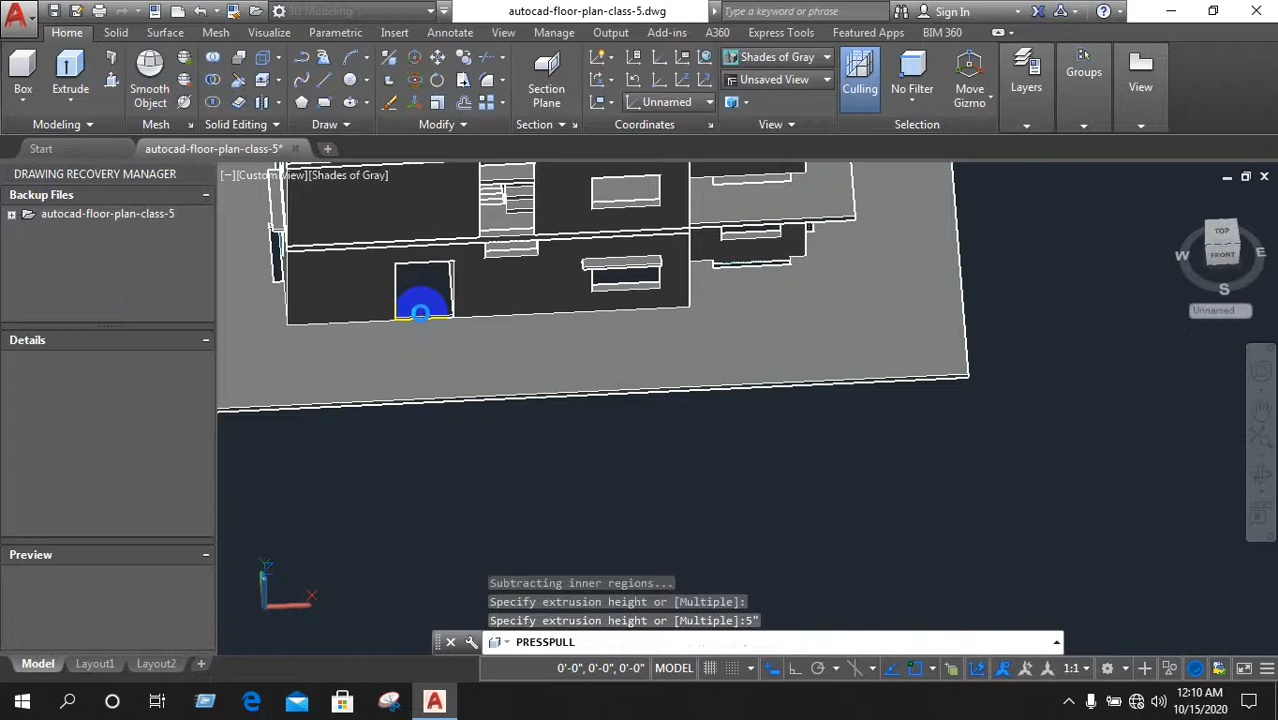 3D Modeling
autocad-floor-plan-class-5.dwg
Type a keyword or phrase
Sign In
Home
Solid
Surface
Mesh
Visualize
Parametric
Insert
Annotate
View
Manage
Output
Add-ins
A360
Express Tools
Featured Apps
BIM 360
Box
Extrude
Smooth Object
Section Plane
Shades of Gray
Unsaved View
Unnamed
Culling
No Filter
Move Gizmo
Layers
Groups
View
Modeling
Mesh
Solid Editing
Draw
Modify
Section
Coordinates
View
Selection
Start
autocad-floor-plan-class-5*
DRAWING RECOVERY MANAGER
Backup Files
autocad-floor-plan-class-5
Details
Preview
[−][Custom View][Shades of Gray]
TOP
FRONT
W
E
S
Unnamed
Y
Z
X
Subtracting inner regions...
Specify extrusion height or [Multiple]:
Specify extrusion height or [Multiple]:5"
PRESSPULL
Model
Layout1
Layout2
0'-0", 0'-0", 0'-0"
MODEL
1:1
12:10 AM
10/15/2020